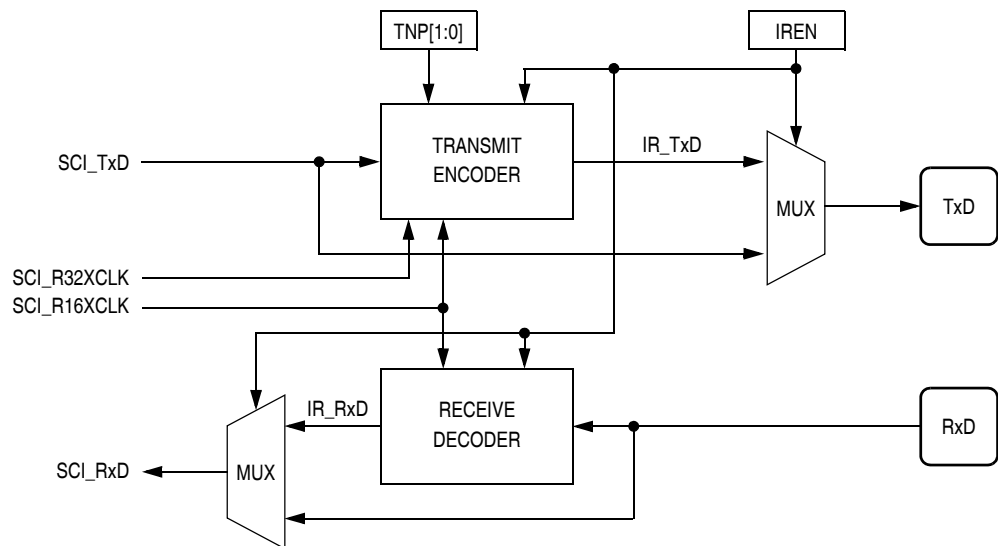 TNP[1:0]
IREN
TRANSMIT
ENCODER
IR_TxD
SCI_TxD
MUX
TxD
SCI_R32XCLK
SCI_R16XCLK
IR_RxD
RECEIVE
DECODER
RxD
SCI_RxD
MUX